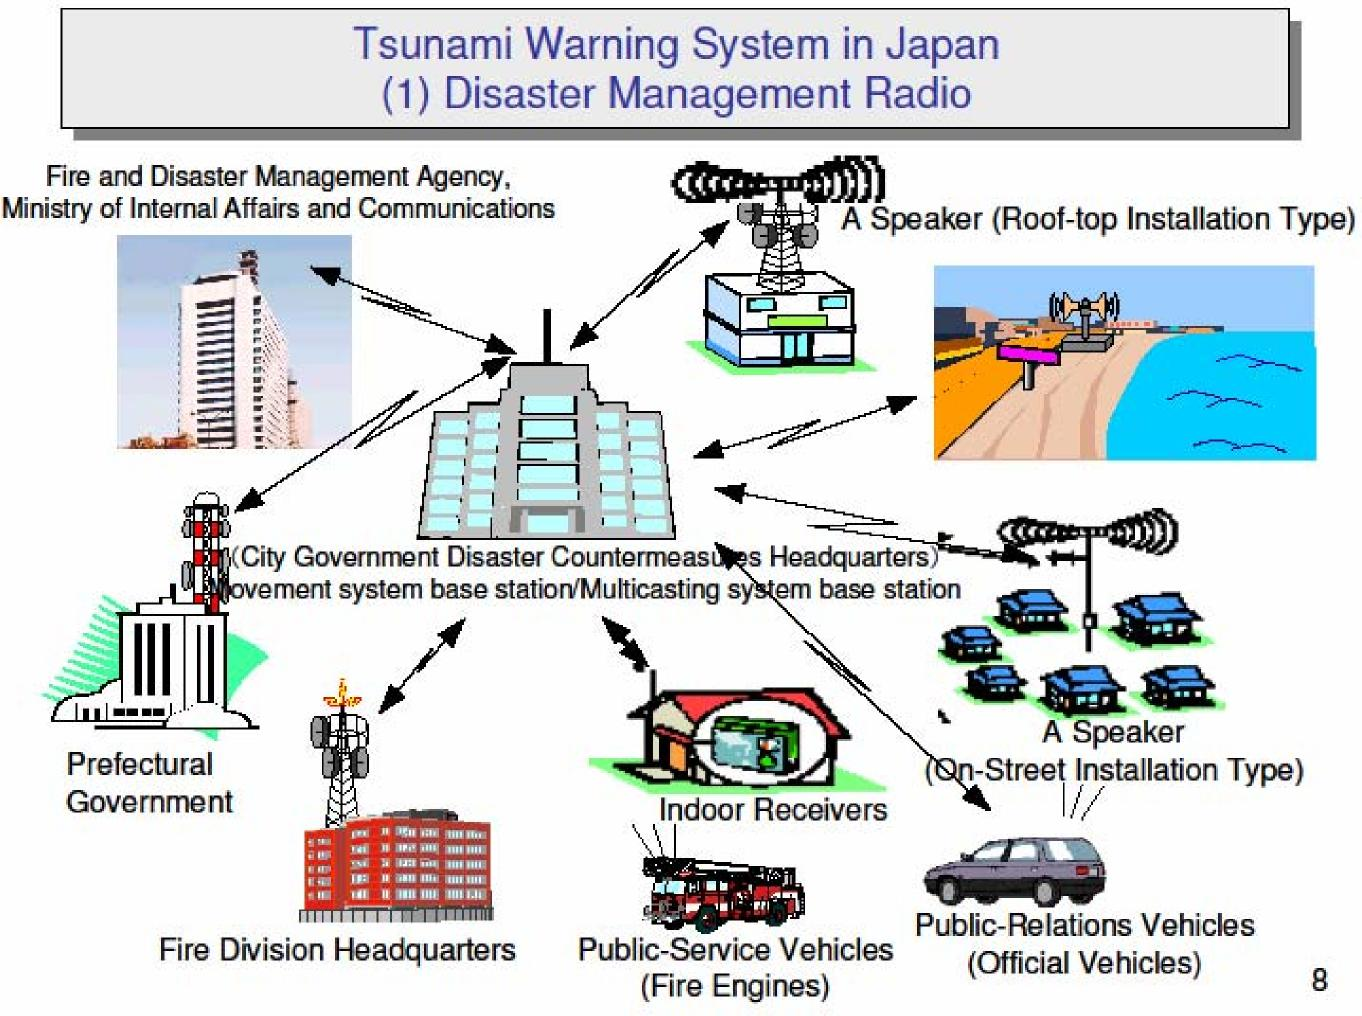 Tsunami Warning System in Japan
(1) Disaster Management Radio
Fire and Disaster Management Agency,
Ministry of Internal Affairs and Communications
A Speaker (Roof-top Installation Type)
(City Government Disaster Countermeasures Headquarters)
Movement system base station/Multicasting system base station
Prefectural
Government
A Speaker
(On-Street Installation Type)
Indoor Receivers
Fire Division Headquarters
Public-Service Vehicles
(Fire Engines)
Public-Relations Vehicles
(Official Vehicles)
8